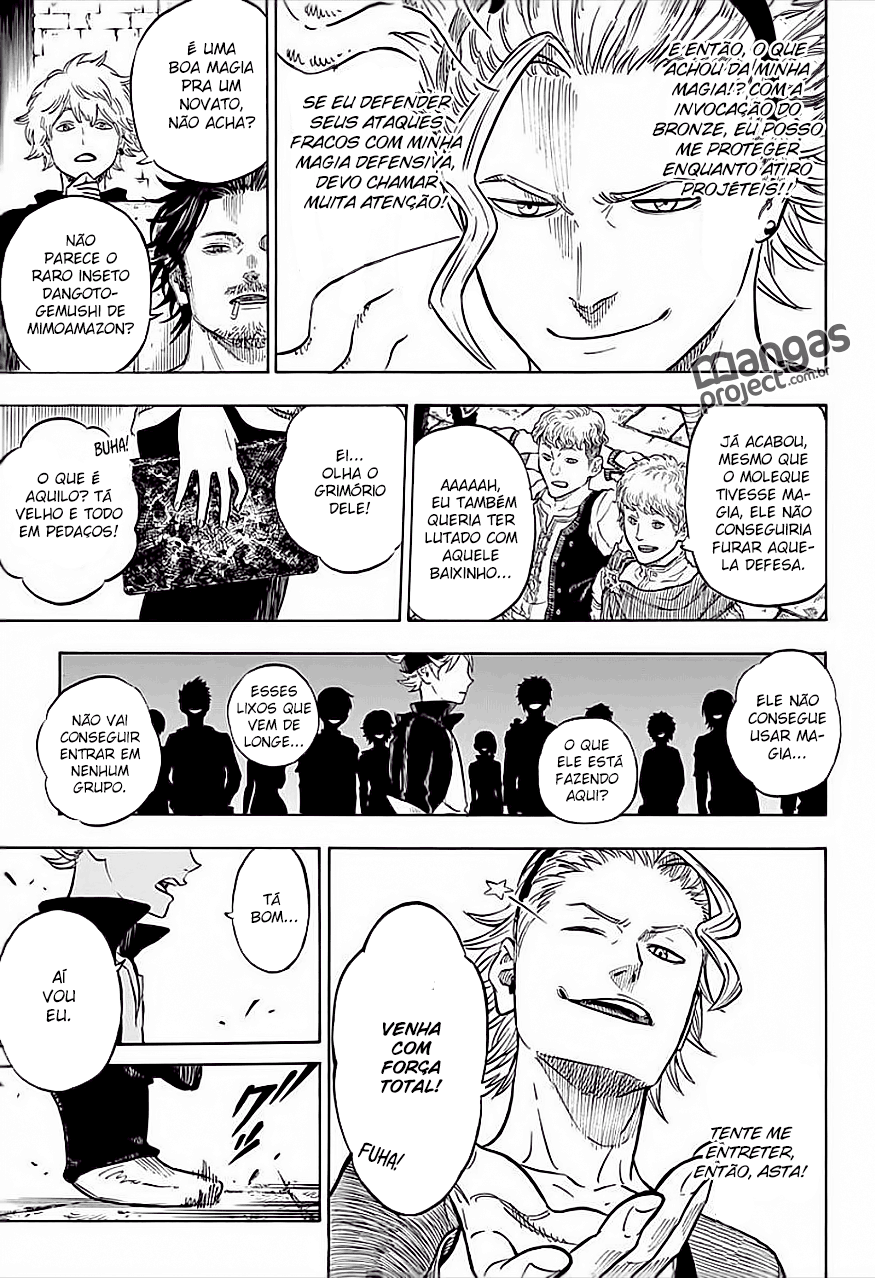 E ENTÃO, O QUE
ACHOU DA MINHA
MAGIA!? COM A
INVOCAÇÃO DO
BRONZE, EU POSSO
ME PROTEGER
ENQUANTO ATIRO
PROJÉTEIS!!
SE EU DEFENDER
SEUS ATAQUES
FRACOS COM MINHA
MAGIA DEFENSIVA,
DEVO CHAMAR
MUITA ATENÇÃO!
É UMA
BOA MAGIA
PRA UM
NOVATO,
NÃO ACHA?
NÃO
PARECE O
RARO INSETO
DANGOTO-
GEMUSHI DE
MIMOAMAZON?
mangas
project.com.br
JÁ ACABOU,
MESMO QUE
O MOLEQUE
TIVESSE MA-
GIA, ELE NÃO
CONSEGUIRIA
FURAR AQUE-
LA DEFESA.
AAAAAH,
EU TAMBÉM
QUERIA TER
LUTADO COM
AQUELE
BAIXINHO...
EI...
OLHA O
GRIMÓRIO
DELE!
BUHA!
O QUE É
AQUILO? TÁ
VELHO E TODO
EM PEDAÇOS!
ELE NÃO
CONSEGUE
USAR MA-
GIA...
O QUE
ELE ESTÁ
FAZENDO
AQUI?
ESSES
LIXOS QUE
VEM DE
LONGE...
NÃO VAI
CONSEGUIR
ENTRAR EM
NENHUM
GRUPO.
VENHA
COM
FORÇA
TOTAL!
FUHA!
TENTE ME
ENTRETER,
ENTÃO, ASTA!
TÁ
BOM...
AÍ
VOU
EU.